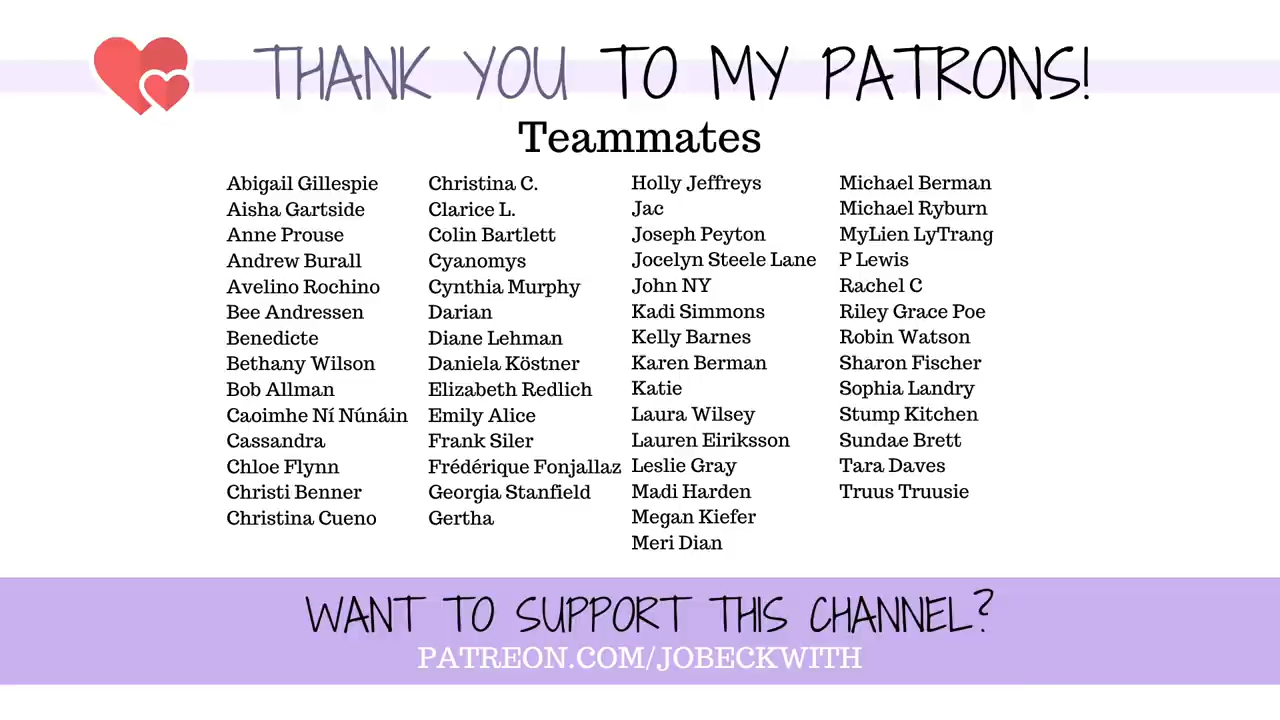 THANK YOU TO MY PATRONS!
Teammates
Abigail Gillespie
Aisha Gartside
Anne Prouse
Andrew Burall
Avelino Rochino
Bee Andressen
Benedicte
Bethany Wilson
Bob Allman
Caoimhe Ní Núnáin
Cassandra
Chloe Flynn
Christi Benner
Christina Cueno
Christina C.
Clarice L.
Colin Bartlett
Cyanomys
Cynthia Murphy
Darian
Diane Lehman
Daniela Köstner
Elizabeth Redlich
Emily Alice
Frank Siler
Frédérique Fonjallaz
Georgia Stanfield
Gertha
Holly Jeffreys
Jac
Joseph Peyton
Jocelyn Steele Lane
John NY
Kadi Simmons
Kelly Barnes
Karen Berman
Katie
Laura Wilsey
Lauren Eiriksson
Leslie Gray
Madi Harden
Megan Kiefer
Meri Dian
Michael Berman
Michael Ryburn
MyLien LyTrang
P Lewis
Rachel C
Riley Grace Poe
Robin Watson
Sharon Fischer
Sophia Landry
Stump Kitchen
Sundae Brett
Tara Daves
Truus Truusie
WANT TO SUPPORT THIS CHANNEL?
PATREON.COM/JOBECKWITH